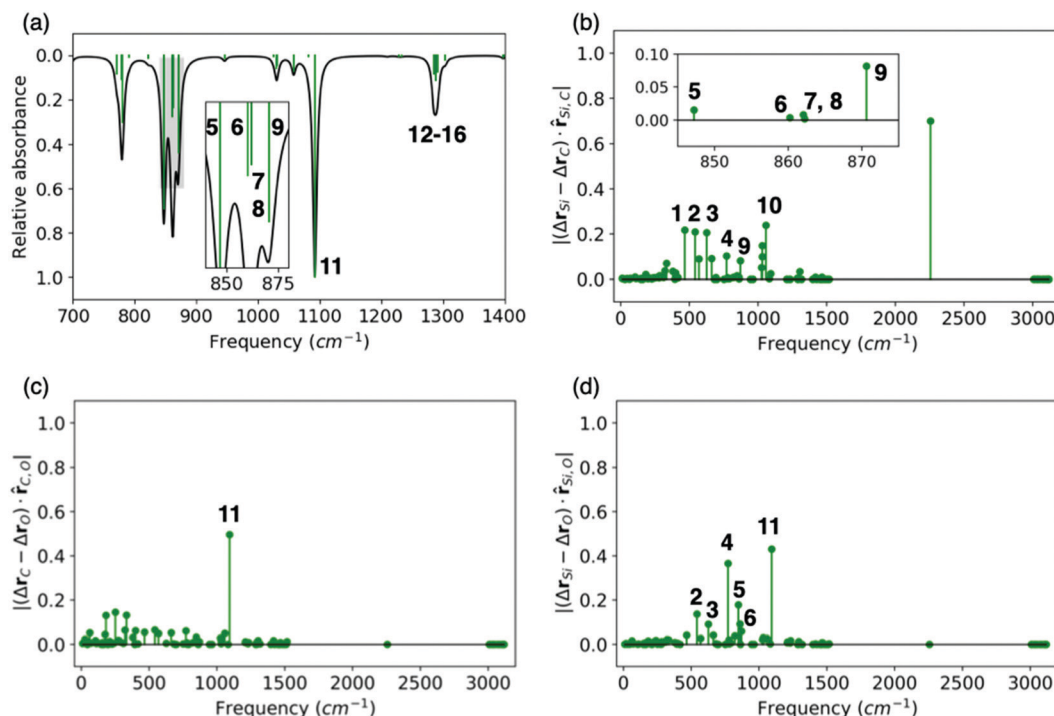 (a)
0.0
0.2
0.4
0.6
0.8
1.0
Relative absorbance
5 6 9
7
8
850 875
11
12-16
700 800 900 1000 1100 1200 1300 1400
Frequency (cm⁻¹)
(b)
1.0
0.8
0.6
0.4
0.2
0.0
|(Δr_Si − Δr_C) · r̂_Si,C|
0.10
0.05
0.00
5 6 7, 8 9
850 860 870
1 2 3 4 9 10
0 500 1000 1500 2000 2500 3000
Frequency (cm⁻¹)
(c)
1.0
0.8
0.6
0.4
0.2
0.0
|(Δr_C − Δr_O) · r̂_C,O|
11
0 500 1000 1500 2000 2500 3000
Frequency (cm⁻¹)
(d)
1.0
0.8
0.6
0.4
0.2
0.0
|(Δr_Si − Δr_O) · r̂_Si,O|
11
4
5
2
3 6
0 500 1000 1500 2000 2500 3000
Frequency (cm⁻¹)